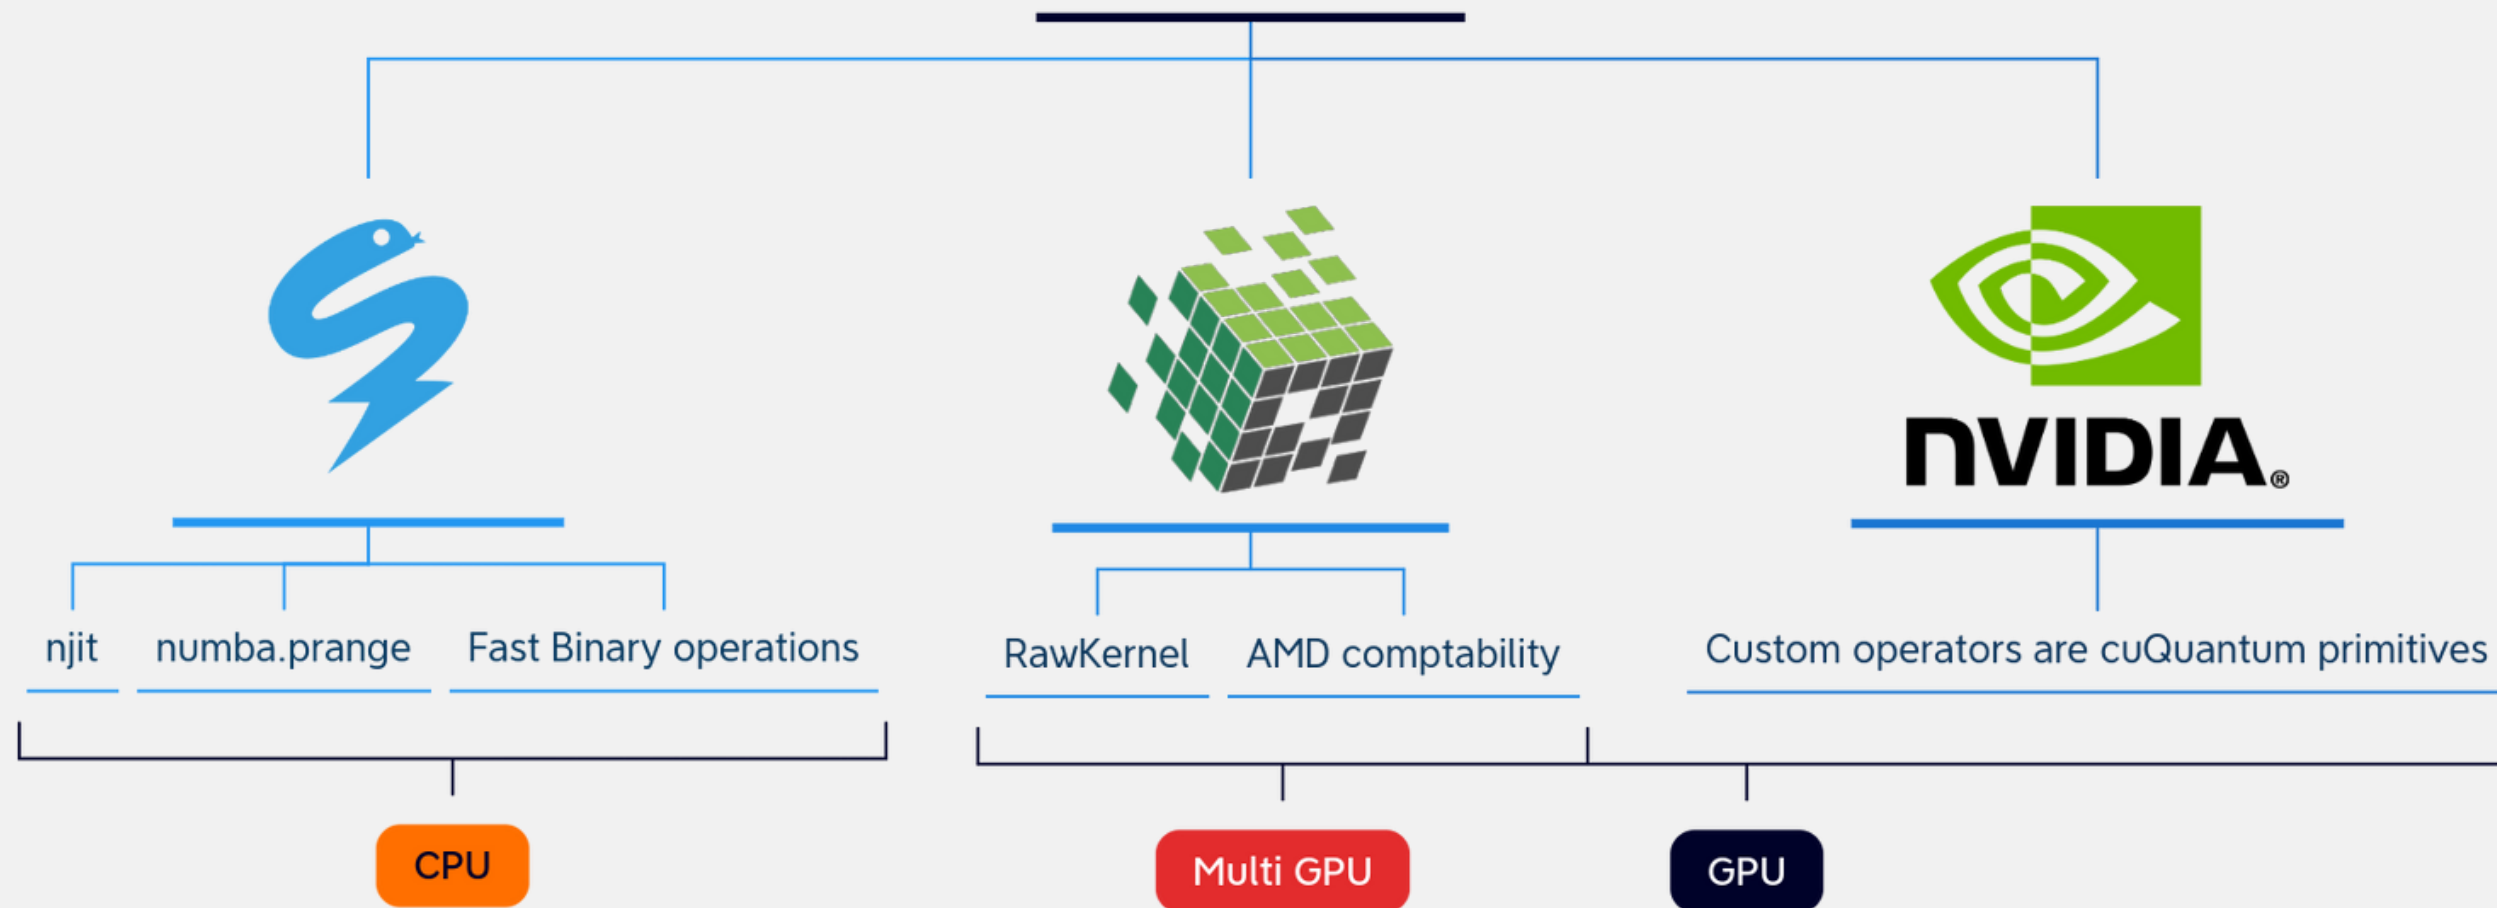 NVIDIA®
njit numba.prange Fast Binary operations RawKernel AMD comptability Custom operators are cuQuantum primitives
CPU Multi GPU GPU